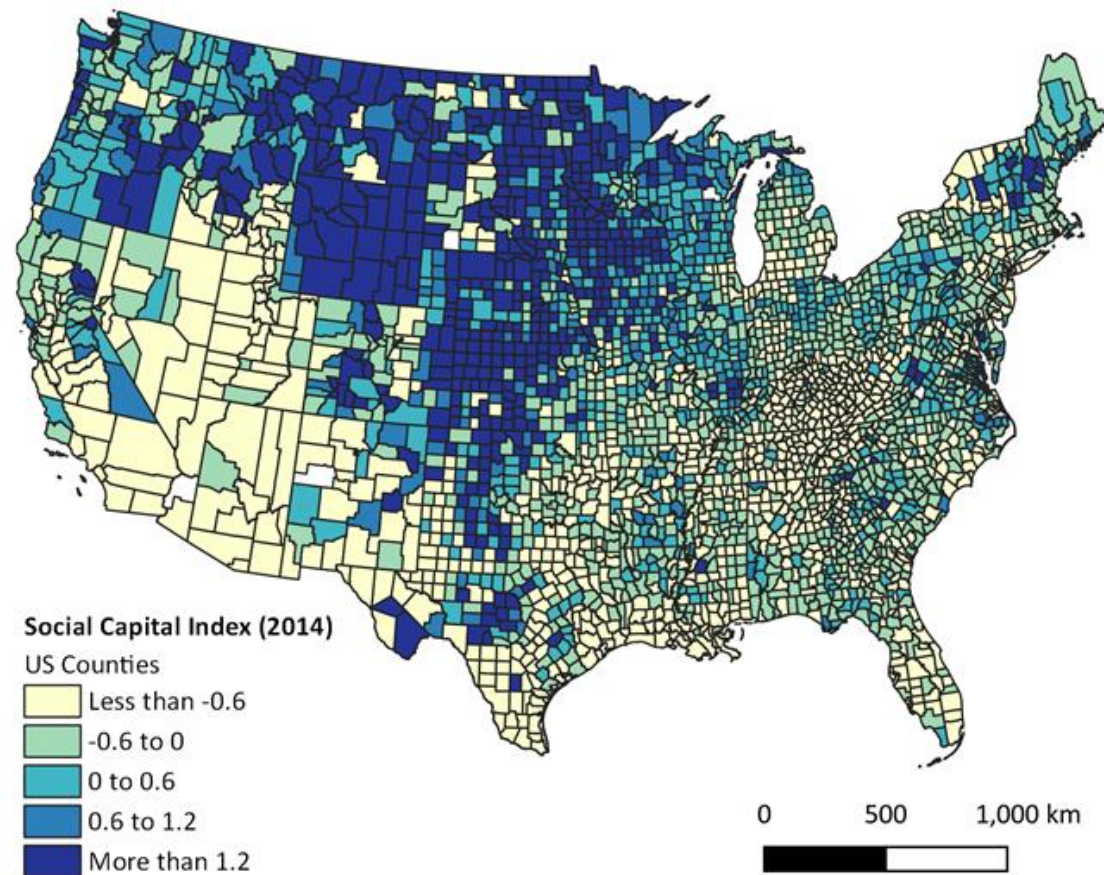 Social Capital Index (2014)
US Counties
Less than -0.6
-0.6 to 0
0 to 0.6
0.6 to 1.2
More than 1.2
0 500 1,000 km